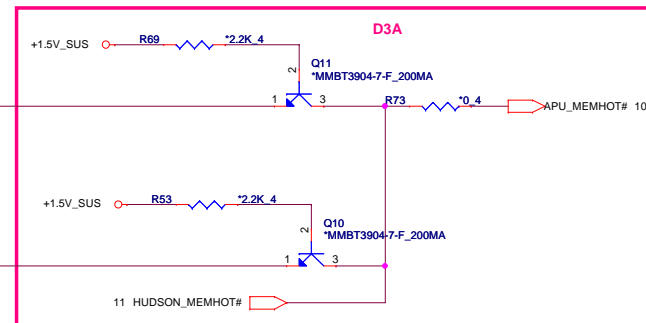 D3A
+1.5V_SUS R69 *2.2K_4
2 Q11
*MMBT3904-7-F_200MA
1 3 R73 *0_4 APU_MEMHOT# 10
+1.5V_SUS R53 *2.2K_4
2 Q10
*MMBT3904-7-F_200MA
1 3
11 HUDSON_MEMHOT#